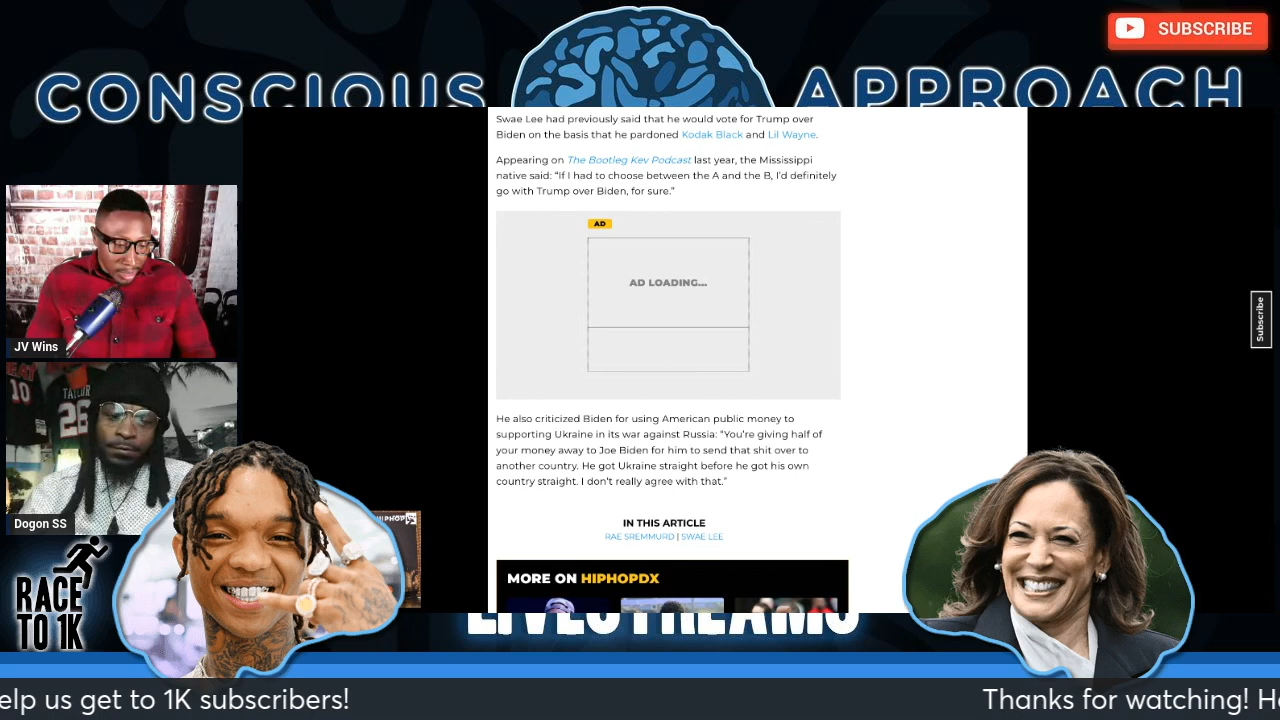 SUBSCRIBE
CONSCIOUS APPROACH
Swae Lee had previously said that he would vote for Trump over
Biden on the basis that he pardoned Kodak Black and Lil Wayne.
Appearing on The Bootleg Kev Podcast last year, the Mississippi
native said: “If I had to choose between the A and the B, I’d definitely
go with Trump over Biden, for sure.”
AD
AD LOADING...
He also criticized Biden for using American public money to
supporting Ukraine in its war against Russia: “You’re giving half of
your money away to Joe Biden for him to send that shit over to
another country. He got Ukraine straight before he got his own
country straight. I don’t really agree with that.”
IN THIS ARTICLE
RAE SREMMURD | SWAE LEE
MORE ON HIPHOPDX
Subscribe
10
TAYLOR
26
JV Wins
Dogon SS
HIPHOP
RACE
TO 1K
LIVESTREAMS
elp us get to 1K subscribers!
Thanks for watching! He